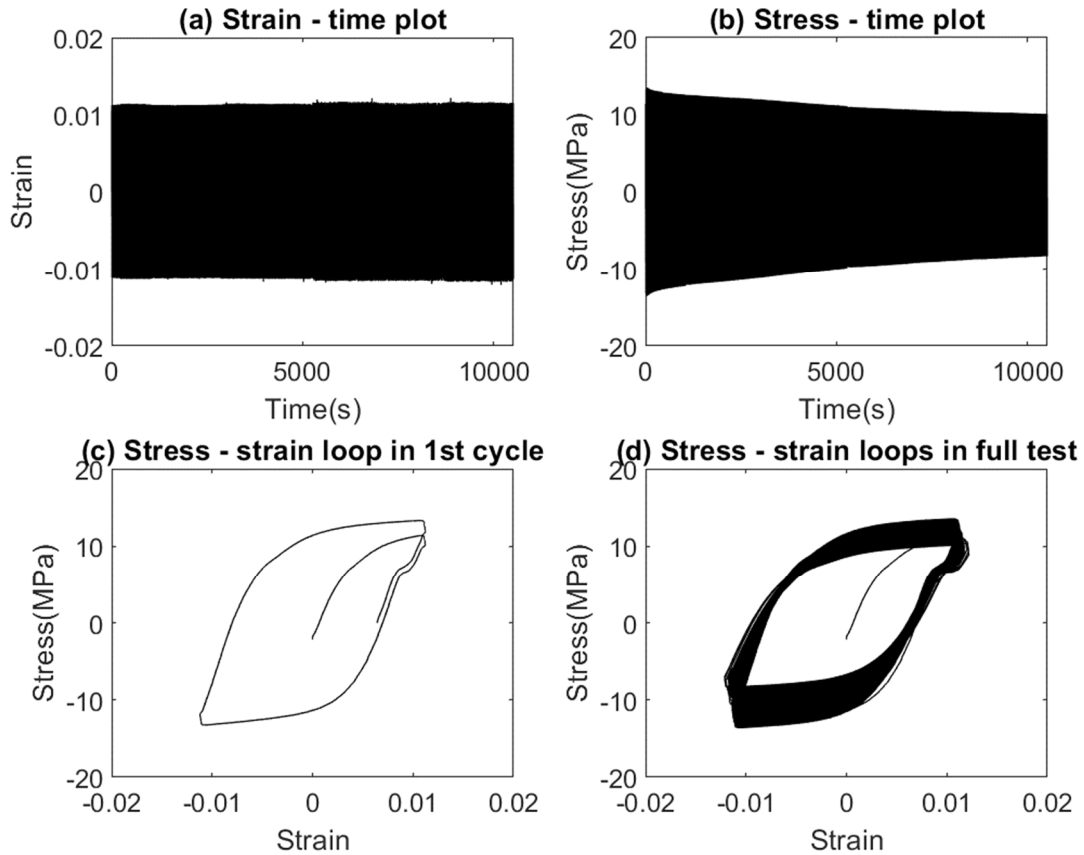 (a) Strain - time plot
0.02
0.01
0
-0.01
-0.02
Strain
0 5000 10000
Time(s)
(b) Stress - time plot
20
10
0
-10
-20
Stress(MPa)
0 5000 10000
Time(s)
(c) Stress - strain loop in 1st cycle
20
10
0
-10
-20
Stress(MPa)
-0.02 -0.01 0 0.01 0.02
Strain
(d) Stress - strain loops in full test
20
10
0
-10
-20
Stress(MPa)
-0.02 -0.01 0 0.01 0.02
Strain